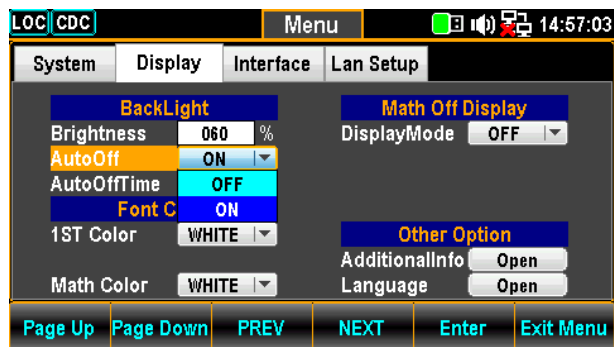 LOC CDC Menu 14:57:03
System Display Interface Lan Setup
BackLight Math Off Display
Brightness 060 % DisplayMode OFF
AutoOff ON
AutoOffTime OFF
Font C ON
1ST Color WHITE Other Option
AdditionalInfo Open
Math Color WHITE Language Open
Page Up Page Down PREV NEXT Enter Exit Menu